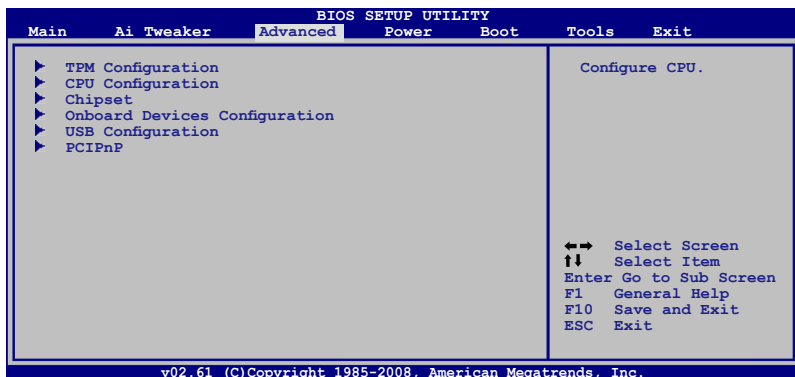 BIOS SETUP UTILITY
Main Ai Tweaker Advanced Power Boot Tools Exit
TPM Configuration
CPU Configuration
Chipset
Onboard Devices Configuration
USB Configuration
PCIPnP
Configure CPU.
Select Screen
Select Item
Enter Go to Sub Screen
F1 General Help
F10 Save and Exit
ESC Exit
v02.61 (C)Copyright 1985-2008, American Megatrends, Inc.